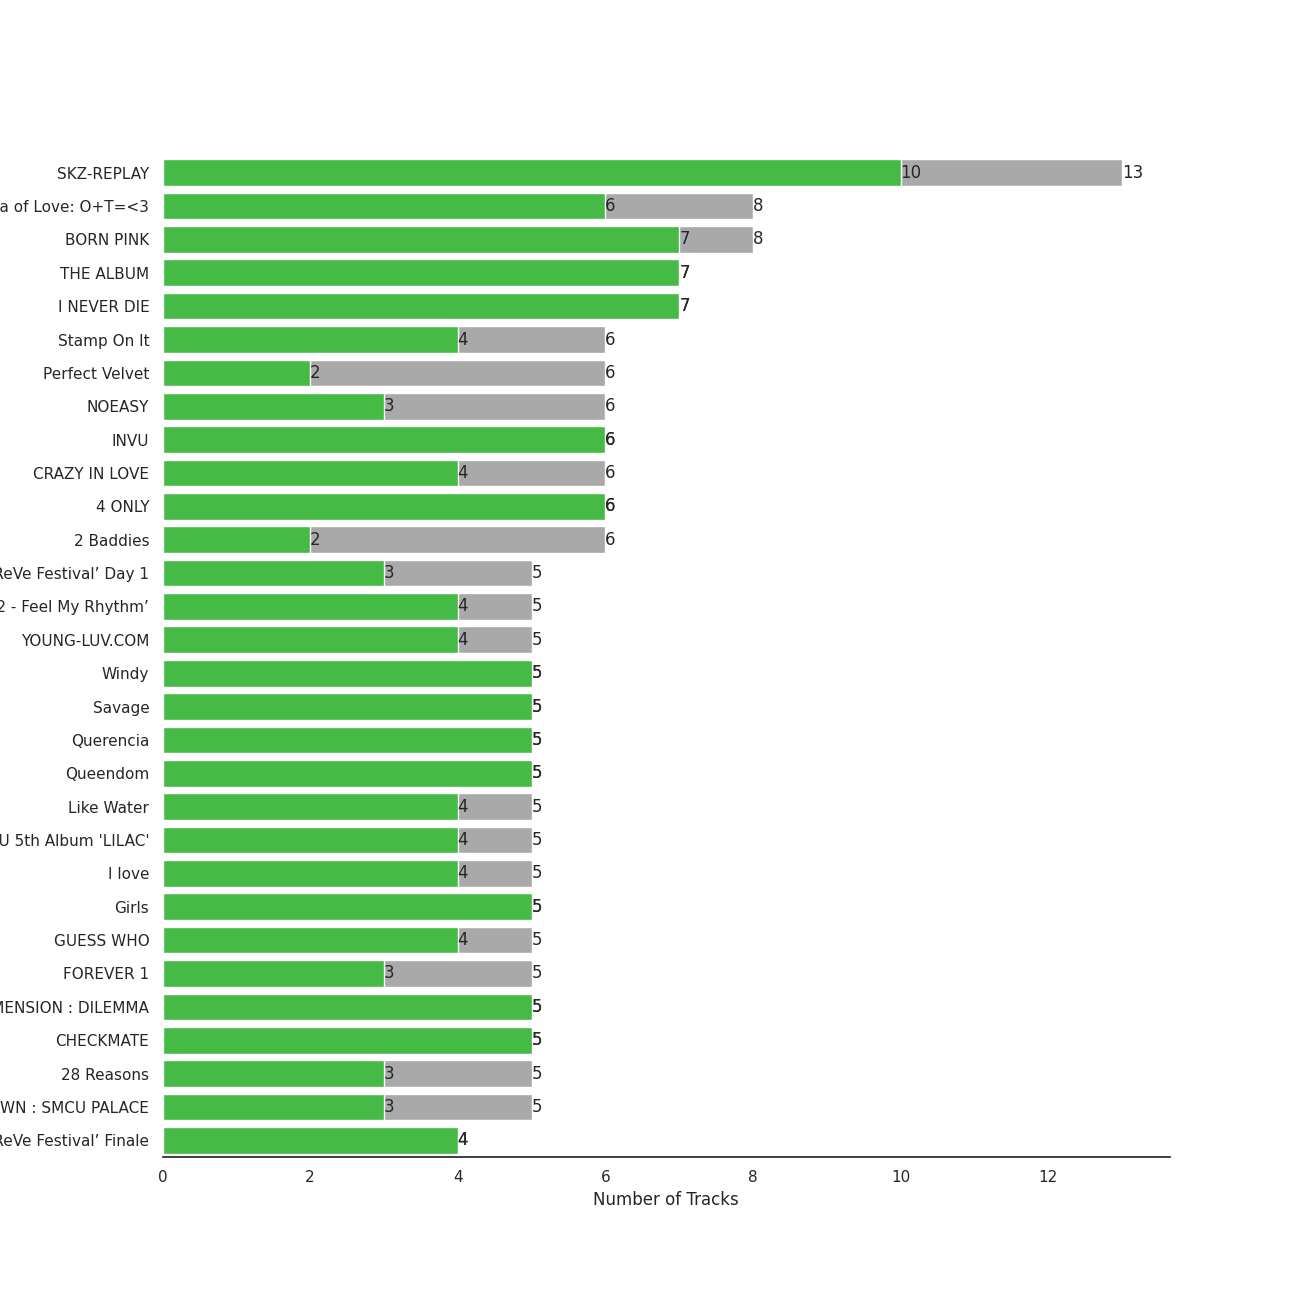 SKZ-REPLAY 10 13
a of Love: O+T=<3 6 8
BORN PINK 7 8
THE ALBUM 7
I NEVER DIE 7
Stamp On It 4 6
Perfect Velvet 2 6
NOEASY 3 6
INVU 6
CRAZY IN LOVE 4 6
4 ONLY 6
2 Baddies 2 6
ReVe Festival’ Day 1 3 5
2 - Feel My Rhythm’ 4 5
YOUNG-LUV.COM 4 5
Windy 5
Savage 5
Querencia 5
Queendom 5
Like Water 4 5
U 5th Album 'LILAC' 4 5
I love 4 5
Girls 5
GUESS WHO 4 5
FOREVER 1 3 5
MENSION : DILEMMA 5
CHECKMATE 5
28 Reasons 3 5
WN : SMCU PALACE 3 5
ReVe Festival’ Finale 4
0 2 4 6 8 10 12
Number of Tracks